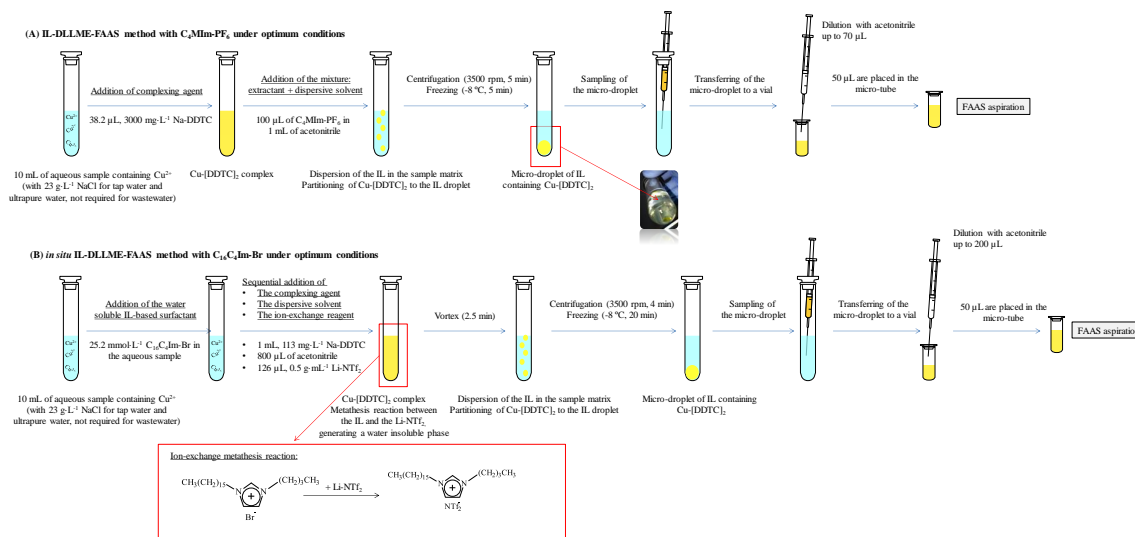 (A) IL-DLLME-FAAS method with C4MIm-PF6 under optimum conditions
Addition of complexing agent
38.2 µL, 3000 mg·L-1 Na-DDTC
Addition of the mixture:
extractant + dispersive solvent
100 µL of C4MIm-PF6 in
1 mL of acetonitrile
Centrifugation (3500 rpm, 5 min)
Freezing (-8 ºC, 5 min)
Sampling of
the micro-droplet
Transferring of the
micro-droplet to a vial
Dilution with acetonitrile
up to 70 µL
50 µL are placed in the
micro-tube
FAAS aspiration
Cu2+
10 mL of aqueous sample containing Cu2+
(with 23 g·L-1 NaCl for tap water and
ultrapure water, not required for wastewater)
Cu-[DDTC]2 complex
Dispersion of the IL in the sample matrix
Partitioning of Cu-[DDTC]2 to the IL droplet
Micro-droplet of IL
containing Cu-[DDTC]2
(B) in situ IL-DLLME-FAAS method with C16C4Im-Br under optimum conditions
Addition of the water
soluble IL-based surfactant
25.2 mmol·L-1 C16C4Im-Br in
the aqueous sample
Sequential addition of
• The complexing agent
• The dispersive solvent
• The ion-exchange reagent
• 1 mL, 113 mg·L-1 Na-DDTC
• 800 µL of acetonitrile
• 126 µL, 0.5 g·mL-1 Li-NTf2
Vortex (2.5 min)
Centrifugation (3500 rpm, 4 min)
Freezing (-8 ºC, 20 min)
Sampling of
the micro-droplet
Transferring of the
micro-droplet to a vial
Dilution with acetonitrile
up to 200 µL
50 µL are placed in the
micro-tube
FAAS aspiration
Cu2+
Cu2+
10 mL of aqueous sample containing Cu2+
(with 23 g·L-1 NaCl for tap water and
ultrapure water, not required for wastewater)
Cu-[DDTC]2 complex
Metathesis reaction between
the IL and the Li-NTf2,
generating a water insoluble phase
Dispersion of the IL in the sample matrix
Partitioning of Cu-[DDTC]2 to the IL droplet
Micro-droplet of IL containing
Cu-[DDTC]2
Ion-exchange metathesis reaction:
CH3(CH2)15 N + N (CH2)3CH3
Br-
+ Li-NTf2
CH3(CH2)15 N + N (CH2)3CH3
NTf2-